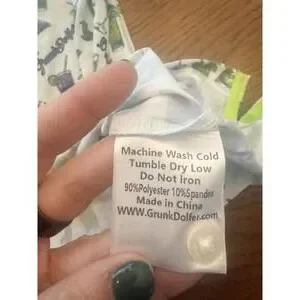 Machine Wash Cold
Tumble Dry Low
Do Not Iron
90%Polyester 10%Spandex
Made in China
WWW.GrunkDolfer.com